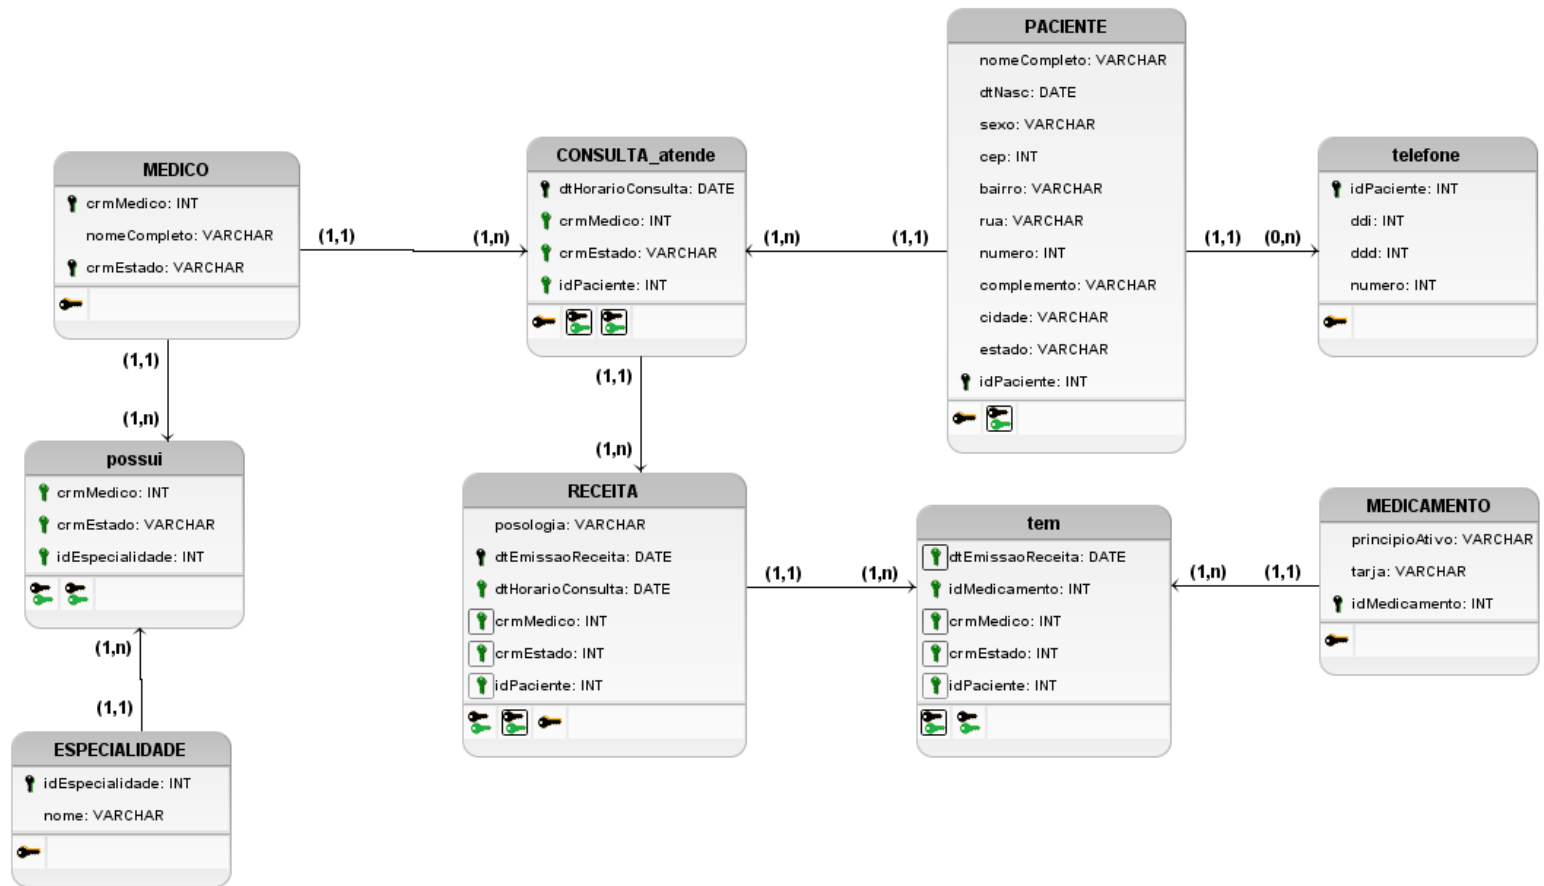 PACIENTE
nomeCompleto: VARCHAR
dtNasc: DATE
sexo: VARCHAR
cep: INT
bairro: VARCHAR
rua: VARCHAR
numero: INT
complemento: VARCHAR
cidade: VARCHAR
estado: VARCHAR
idPaciente: INT
MEDICO
crmMedico: INT
nomeCompleto: VARCHAR
crmEstado: VARCHAR
(1,1)
(1,n)
CONSULTA_atende
dtHorarioConsulta: DATE
crmMedico: INT
crmEstado: VARCHAR
idPaciente: INT
(1,n)
(1,1)
(1,1)
(0,n)
telefone
idPaciente: INT
ddi: INT
ddd: INT
numero: INT
(1,1)
(1,n)
(1,1)
(1,n)
possui
crmMedico: INT
crmEstado: VARCHAR
idEspecialidade: INT
(1,n)
(1,1)
ESPECIALIDADE
idEspecialidade: INT
nome: VARCHAR
RECEITA
posologia: VARCHAR
dtEmissaoReceita: DATE
dtHorarioConsulta: DATE
crmMedico: INT
crmEstado: INT
idPaciente: INT
(1,1)
(1,n)
tem
dtEmissaoReceita: DATE
idMedicamento: INT
crmMedico: INT
crmEstado: INT
idPaciente: INT
(1,n)
(1,1)
MEDICAMENTO
principioAtivo: VARCHAR
tarja: VARCHAR
idMedicamento: INT